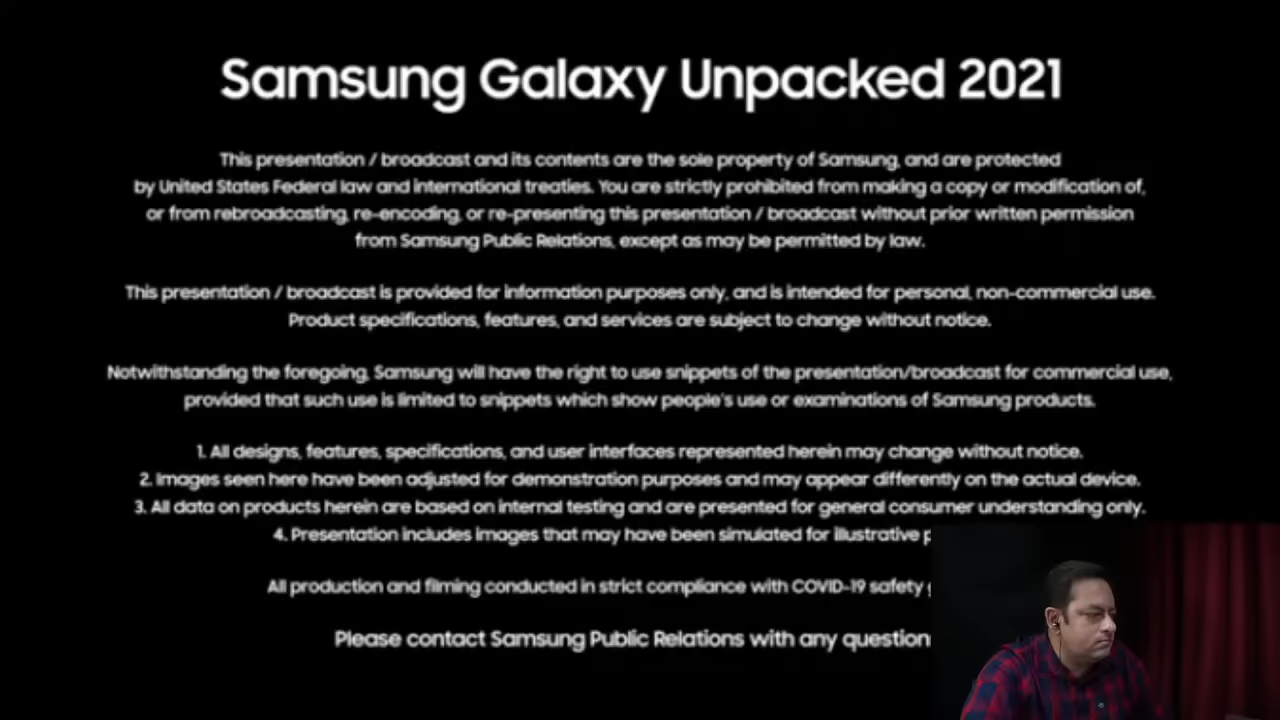 Samsung Galaxy Unpacked 2021
This presentation / broadcast and its contents are the sole property of Samsung, and are protected
by United States Federal law and international treaties. You are strictly prohibited from making a copy or modification of,
or from rebroadcasting, re-encoding, or re-presenting this presentation / broadcast without prior written permission
from Samsung Public Relations, except as may be permitted by law.
This presentation / broadcast is provided for information purposes only, and is intended for personal, non-commercial use.
Product specifications, features, and services are subject to change without notice.
Notwithstanding the foregoing, Samsung will have the right to use snippets of the presentation/broadcast for commercial use,
provided that such use is limited to snippets which show people's use or examinations of Samsung products.
1. All designs, features, specifications, and user interfaces represented herein may change without notice.
2. Images seen here have been adjusted for demonstration purposes and may appear differently on the actual device.
3. All data on products herein are based on internal testing and are presented for general consumer understanding only.
4. Presentation includes images that may have been simulated for illustrative
All production and filming conducted in strict compliance with COVID-19 safety
Please contact Samsung Public Relations with any question